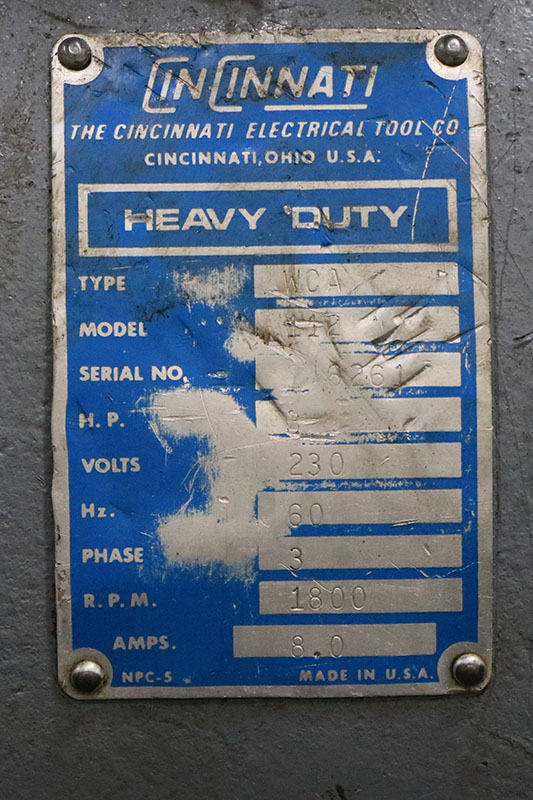 CINCINNATI
THE CINCINNATI ELECTRICAL TOOL CO
CINCINNATI, OHIO U.S.A.
HEAVY DUTY
TYPE WCA
MODEL
SERIAL NO.
H.P.
VOLTS 230
Hz. 60
PHASE 3
R.P.M. 1800
AMPS. 8.0
NPC-5 MADE IN U.S.A.